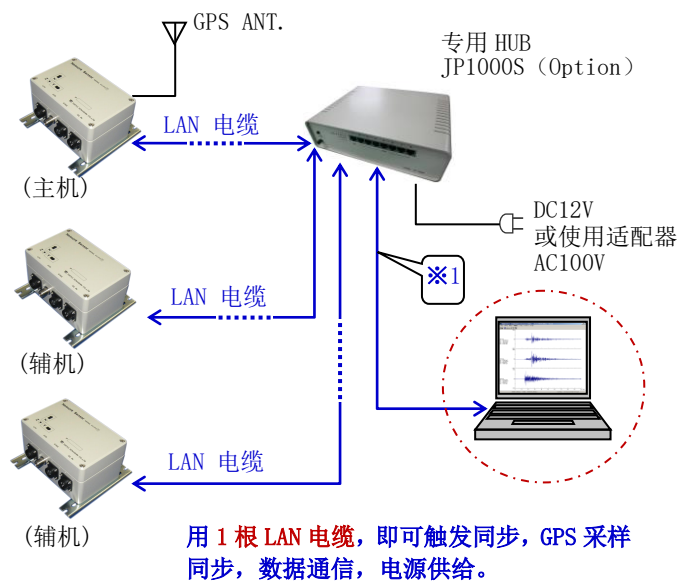 GPS ANT.
专用 HUB
JP1000S（Option）
LAN 电缆
(主机)
DC12V
或使用适配器
AC100V
※1
LAN 电缆
(辅机)
LAN 电缆
(辅机)
用 1 根 LAN 电缆，即可触发同步，GPS 采样
同步，数据通信，电源供给。